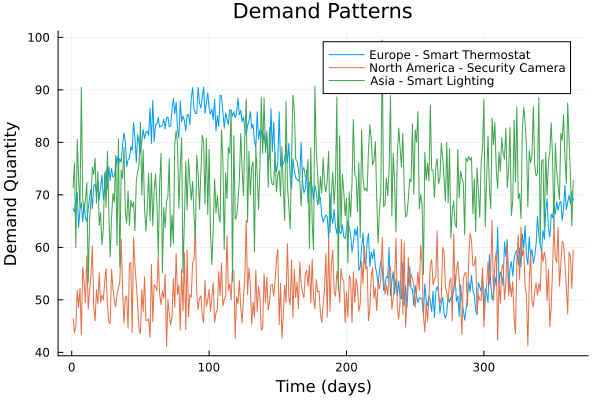 Demand Patterns
Europe - Smart Thermostat
North America - Security Camera
Asia - Smart Lighting
Demand Quantity
100
90
80
70
60
50
40
0
100
200
300
Time (days)